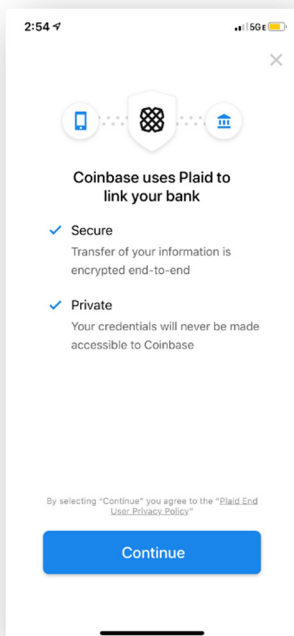 2:54
5GE
Coinbase uses Plaid to
link your bank
Secure
Transfer of your information is
encrypted end-to-end
Private
Your credentials will never be made
accessible to Coinbase
By selecting “Continue” you agree to the “Plaid End
User Privacy Policy”
Continue